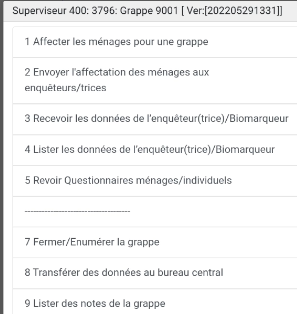 Superviseur 400: 3796: Grappe 9001 [ Ver:[202205291331]]
1 Affecter les ménages pour une grappe
2 Envoyer l'affectation des ménages aux
enquêteurs/trices
3 Recevoir les données de l'enquêteur(trice)/Biomarqueur
4 Lister les données de l'enquêteur(trice)/Biomarqueur
5 Revoir Questionnaires ménages/individuels
-----------------------------------
7 Fermer/Enumérer la grappe
8 Transférer des données au bureau central
9 Lister des notes de la grappe